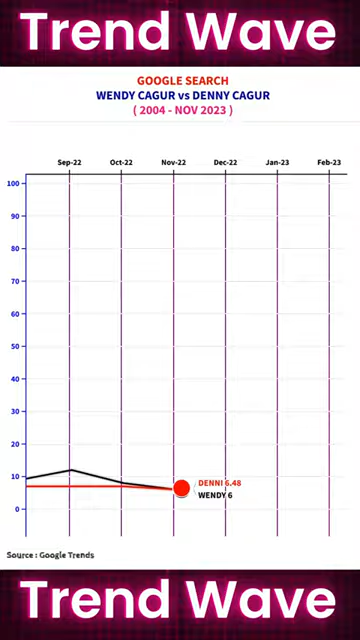 Trend Wave
GOOGLE SEARCH
WENDY CAGUR vs DENNY CAGUR
( 2004 - NOV 2023 )
Sep-22 Oct-22 Nov-22 Dec-22 Jan-23 Feb-23
100
90
80
70
60
50
40
30
20
10
0
DENNI 6.48
WENDY 6
Source : Google Trends
Trend Wave